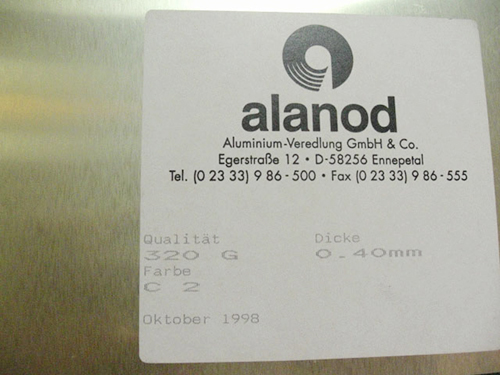 alanod
Aluminium-Veredlung GmbH & Co.
Egerstraße 12 • D-58256 Ennepetal
Tel. (0 23 33) 9 86 - 500 • Fax (0 23 33) 9 86 - 555
Qualität Dicke
320 G 0.40mm
Farbe
C 2
Oktober 1998